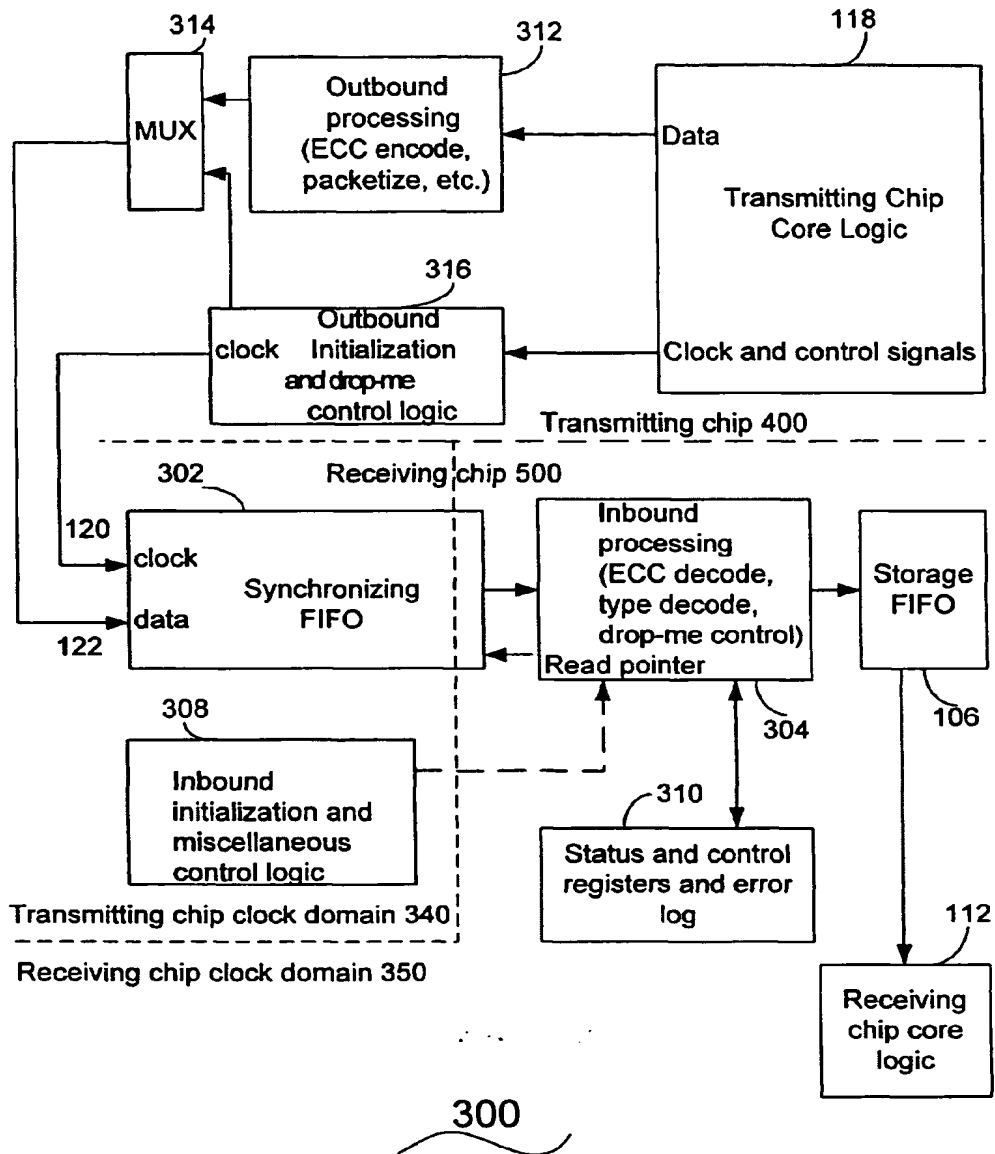 314
312
118
MUX
Outbound
processing
(ECC encode,
packetize, etc.)
Data
Transmitting Chip
Core Logic
316
clock
Outbound
Initialization
and drop-me
control logic
Clock and control signals
Transmitting chip 400
Receiving chip 500
302
120
clock
data
122
Synchronizing
FIFO
Inbound
processing
(ECC decode,
type decode,
drop-me control)
Read pointer
304
Storage
FIFO
106
308
Inbound
initialization and
miscellaneous
control logic
310
Status and control
registers and error
log
Transmitting chip clock domain 340
Receiving chip clock domain 350
112
Receiving
chip core
logic
300